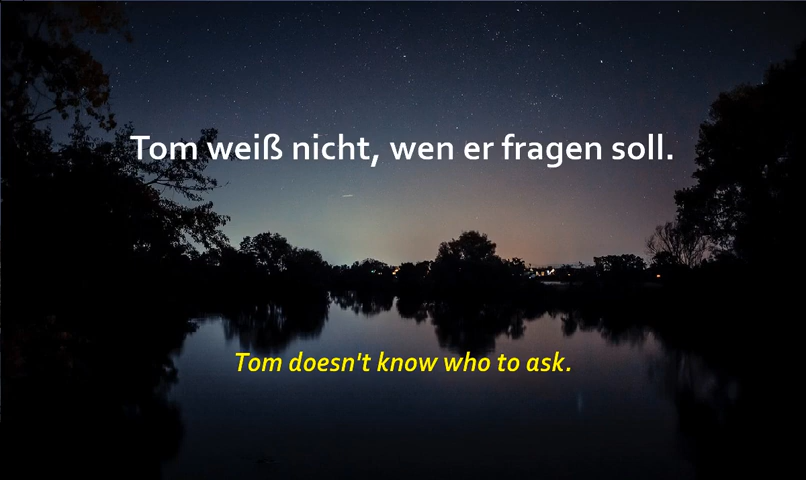 Tom weiß nicht, wen er fragen soll.
Tom doesn't know who to ask.